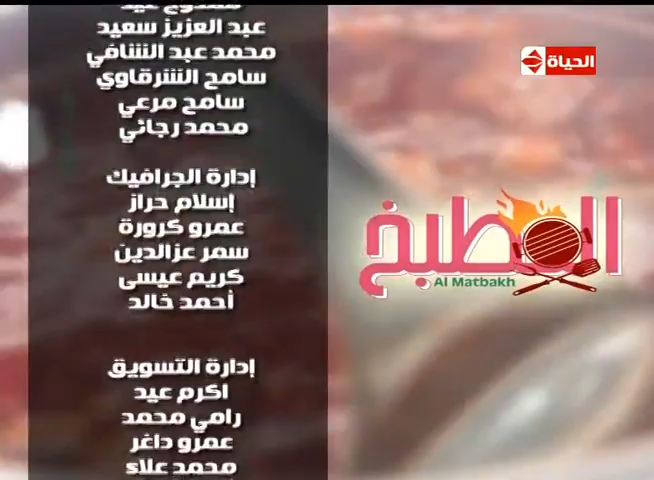 ممدوح عيد
عبد العزيز سعيد
محمد عبد الشافي
سامح الشرقاوي
سامح مرعي
محمد رجائي
إدارة الجرافيك
إسلام حراز
عمرو كرورة
سمر عزالدين
كريم عيسى
أحمد خالد
إدارة التسويق
اكرم عيد
رامي محمد
عمرو داغر
محمد علاء
الحياة
المطبخ
Al Matbakh